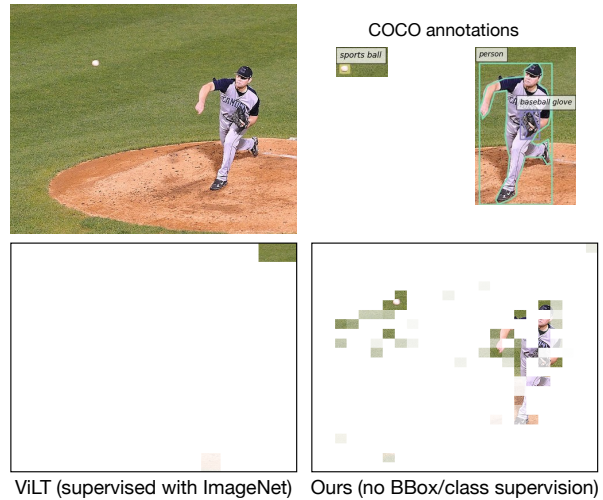 COCO annotations
sports ball
person
baseball glove
ViLT (supervised with ImageNet)
Ours (no BBox/class supervision)